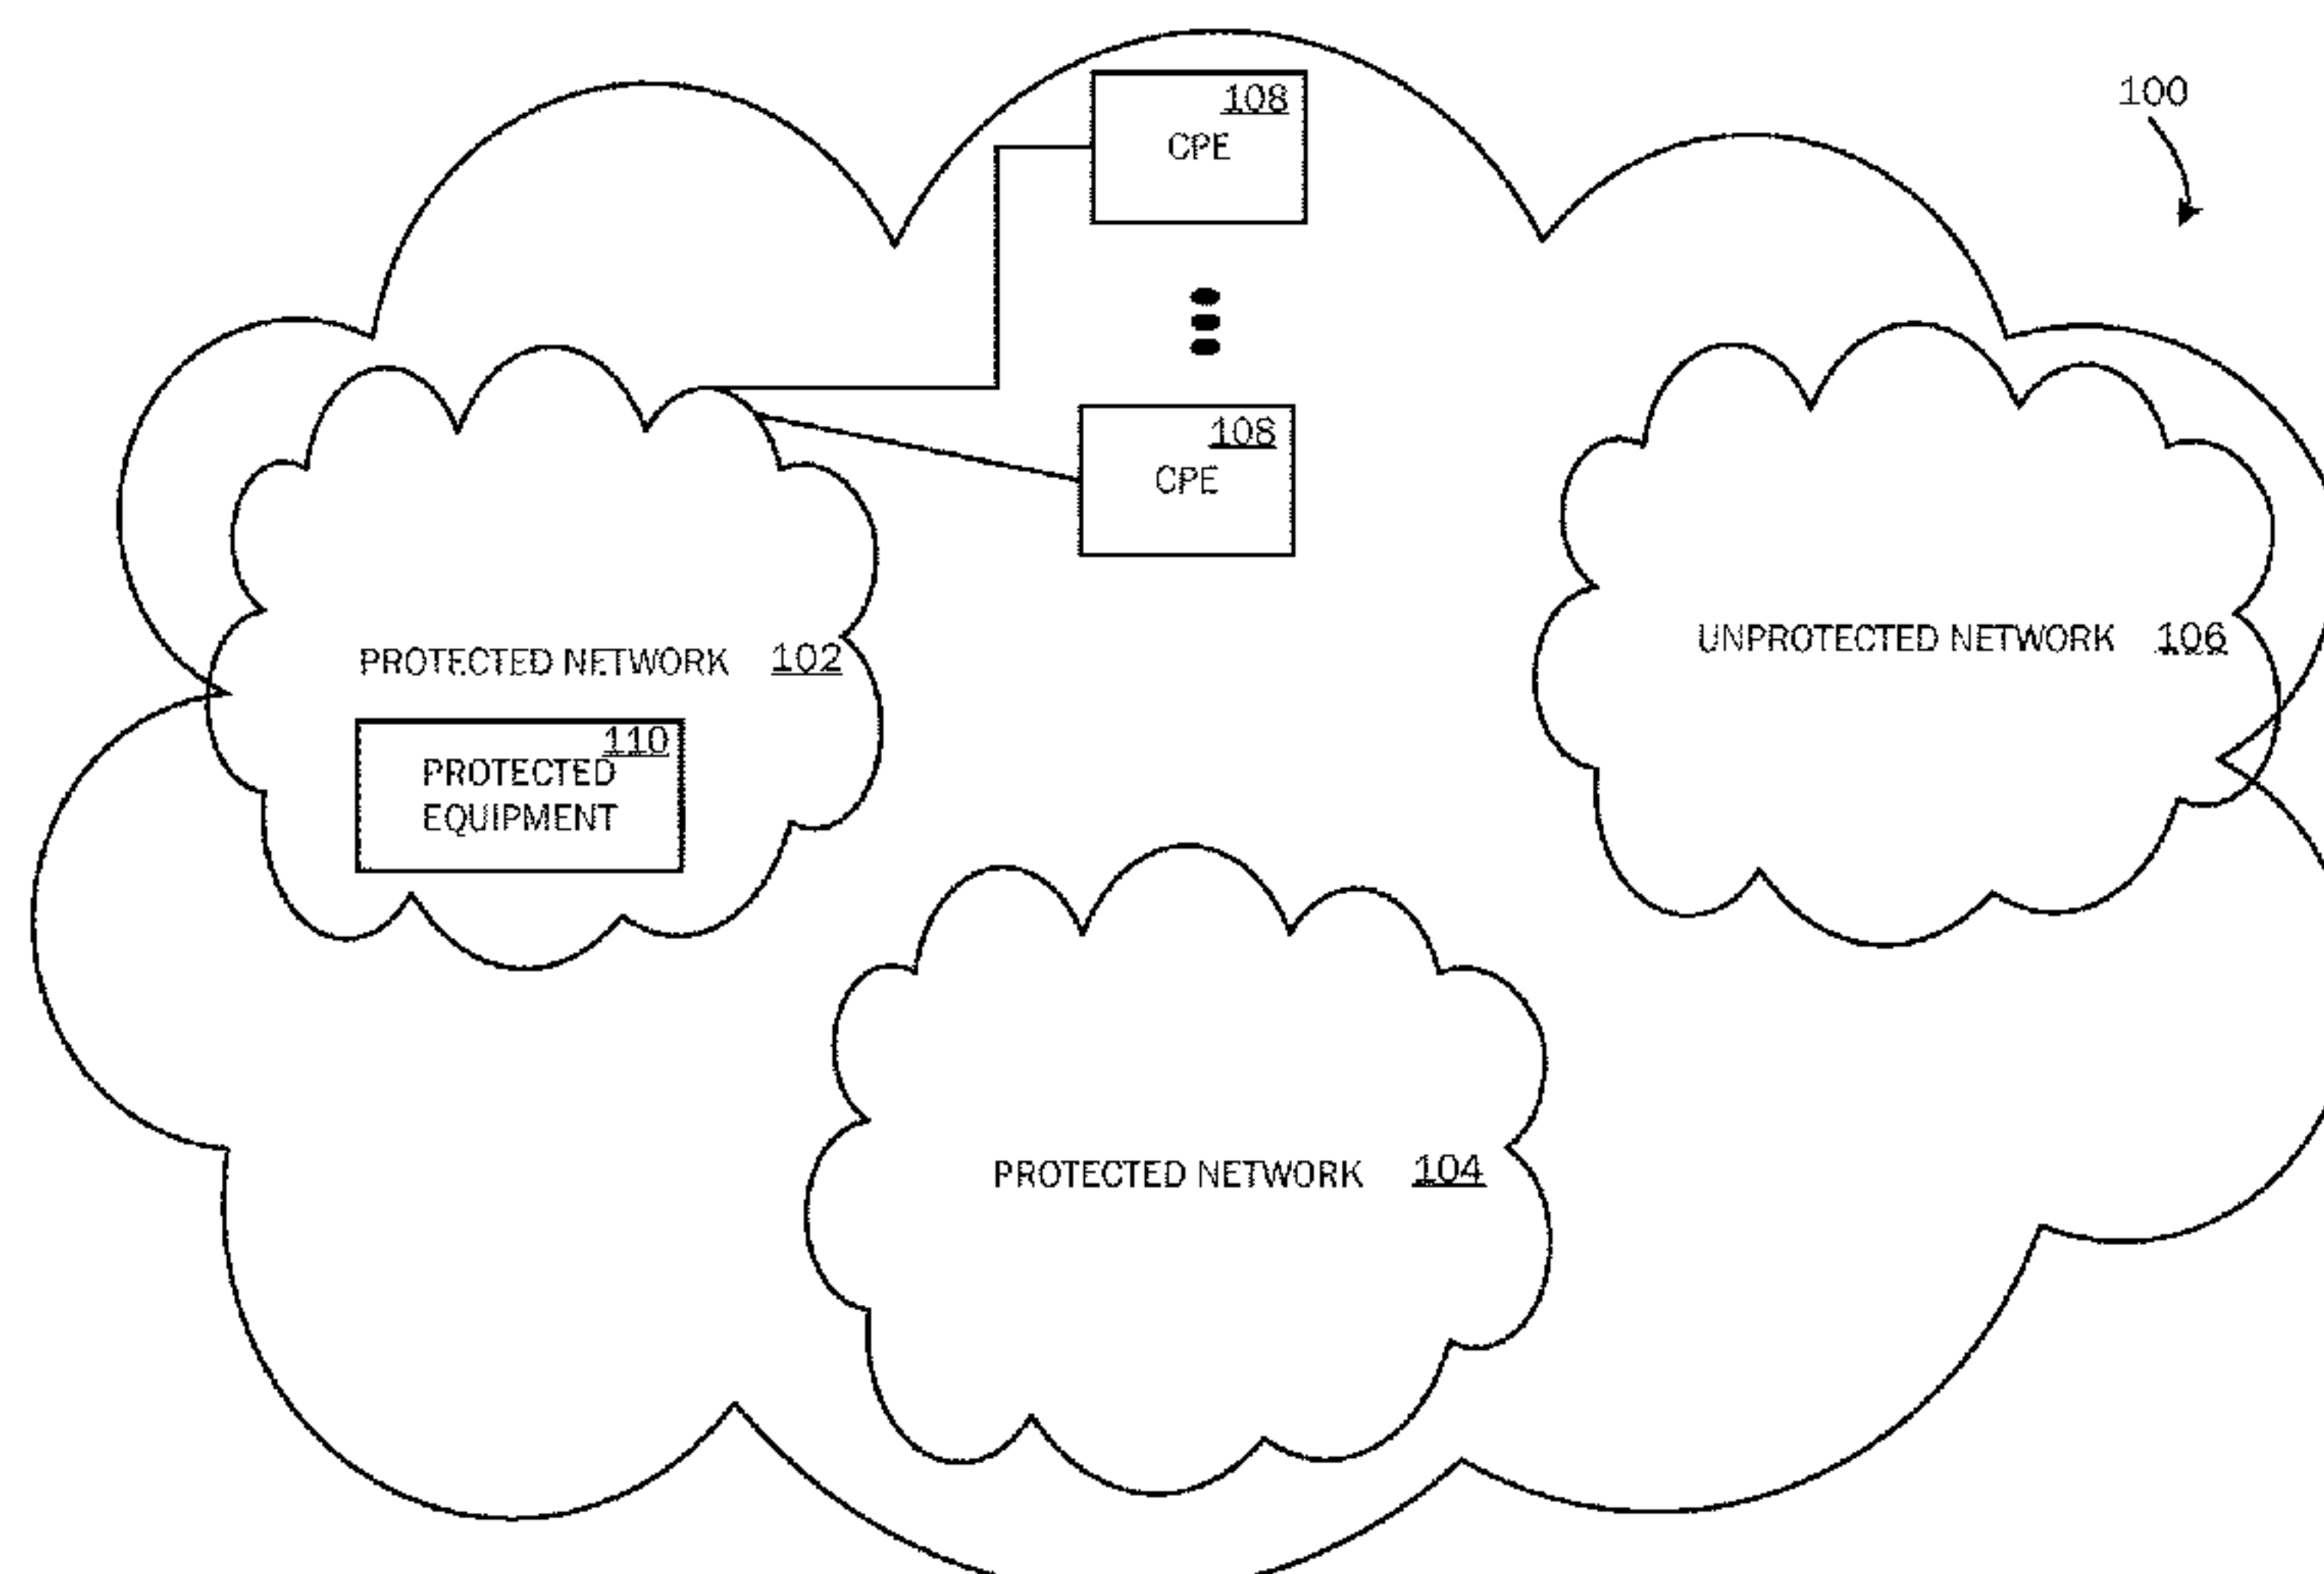 100
108
CPE
108
CPE
PROTECTED NETWORK 102
UNPROTECTED NETWORK 106
110
PROTECTED
EQUIPMENT
PROTECTED NETWORK 104